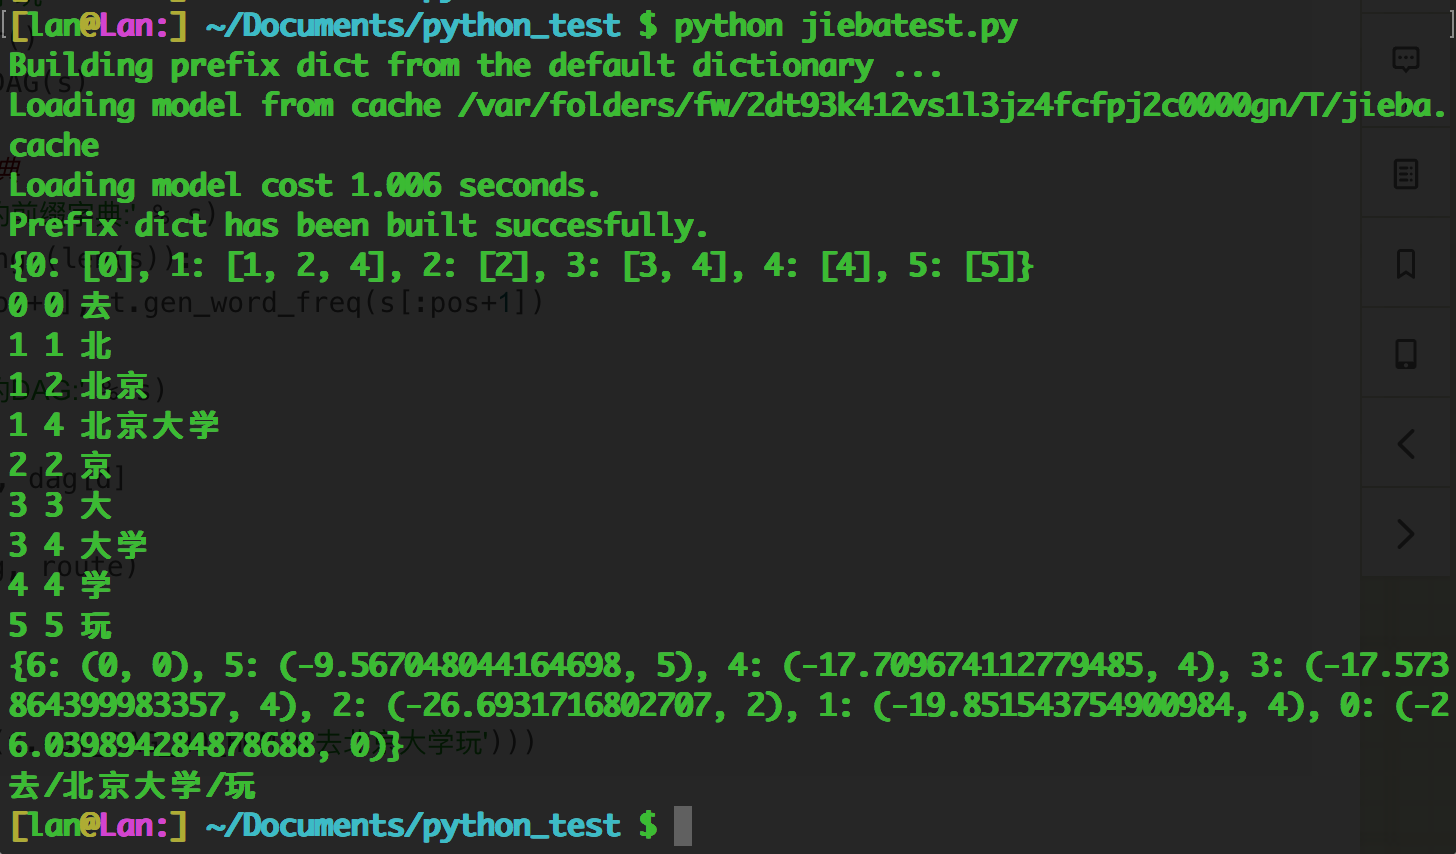 [lan@Lan:] ~/Documents/python_test $ python jiebatest.py
Building prefix dict from the default dictionary ...
Loading model from cache /var/folders/fw/2dt93k412vs1l3jz4fcfpj2c0000gn/T/jieba.
cache
Loading model cost 1.006 seconds.
Prefix dict has been built succesfully.
{0: [0], 1: [1, 2, 4], 2: [2], 3: [3, 4], 4: [4], 5: [5]}
0 0 去
1 1 北
1 2 北京
1 4 北京大学
2 2 京
3 3 大
3 4 大学
4 4 学
5 5 玩
{6: (0, 0), 5: (-9.567048044164698, 5), 4: (-17.709674112779485, 4), 3: (-17.573
864399983357, 4), 2: (-26.6931716802707, 2), 1: (-19.851543754900984, 4), 0: (-2
6.039894284878688, 0)}
去/北京大学/玩
[lan@Lan:] ~/Documents/python_test $